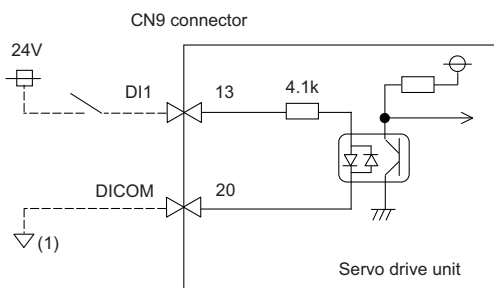 CN9 connector
24V
DI1
13
4.1k
DICOM
20
(1)
Servo drive unit